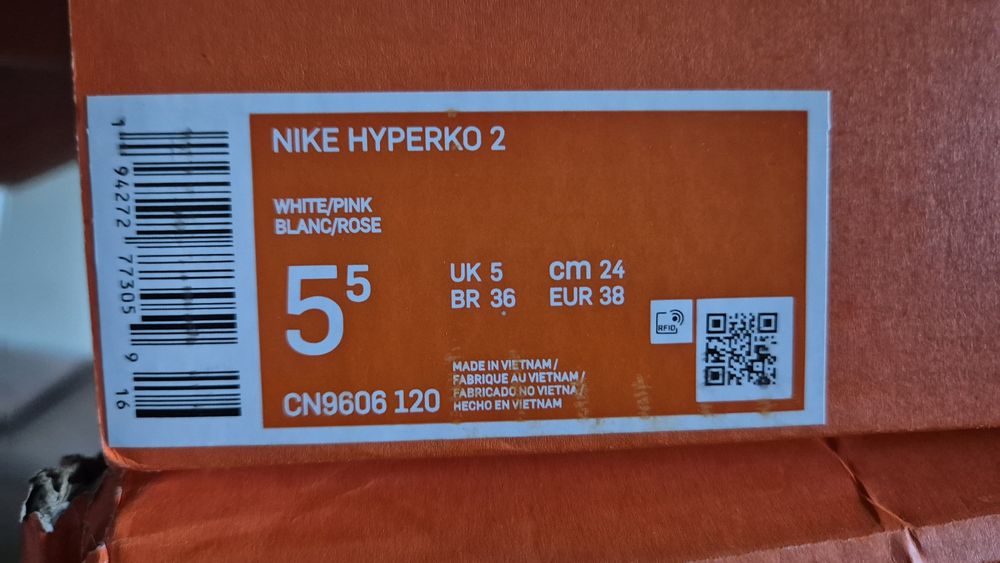 NIKE HYPERKO 2
WHITE/PINK
BLANC/ROSE
5⁵
UK 5 cm 24
BR 36 EUR 38
RFID
MADE IN VIETNAM /
FABRIQUE AU VIETNAM /
FABRICADO NO VIETNA /
HECHO EN VIETNAM
CN9606 120
1 94272 77305 9 16